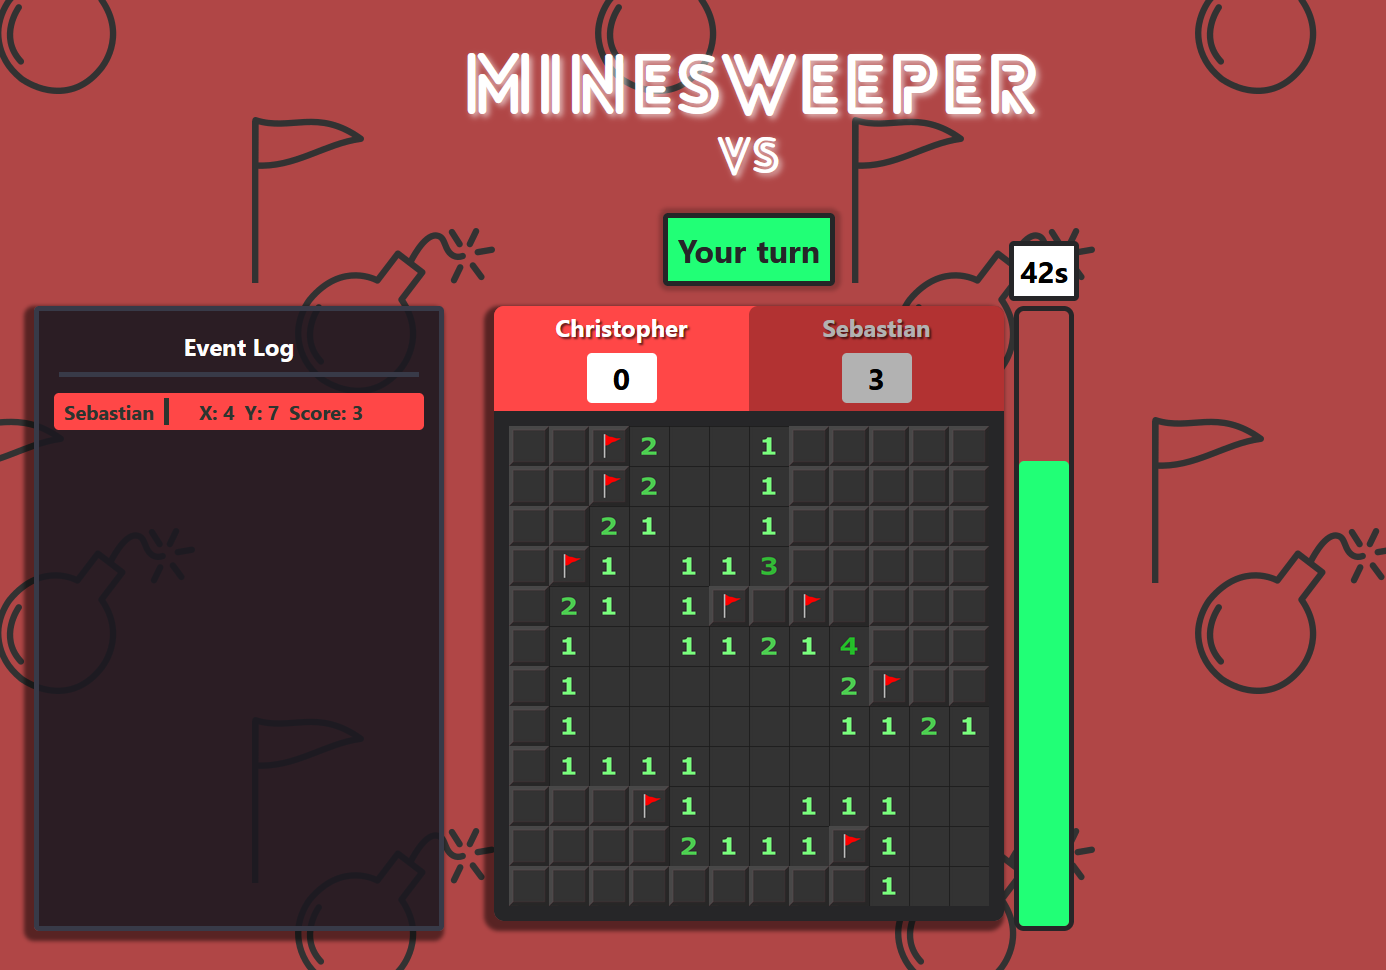 MINESWEEPER
VS
Your turn
42s
Event Log
Sebastian X: 4 Y: 7 Score: 3
Christopher Sebastian
0 3
2 1
2 1
2 1 1
1 1 1 3
2 1 1
1 1 1 2 1 4
1 2
1 1 1 2 1
1 1 1 1
1 1 1 1
2 1 1 1 1
1